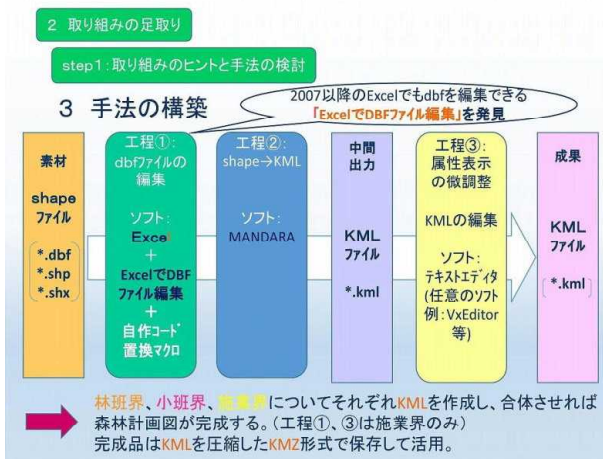 2 取り組みの足取り
step1：取り組みのヒントと手法の検討
3 手法の構築
2007以降のExcelでもdbfを編集できる
「ExcelでDBFファイル編集」を発見
素材
shape
ファイル
*.dbf
*.shp
*.shx
工程①：
dbfファイルの
編集
ソフト：
Excel
+
ExcelでDBF
ファイル編集
+
自作コード
置換マクロ
工程②：
shape→KML
ソフト：
MANDARA
中間
出力
KML
ファイル
*.kml
工程③：
属性表示
の微調整
KMLの編集
ソフト：
テキストエディタ
(任意のソフト
例：VxEditor
等)
成果
KML
ファイル
*.kml
林班界、小班界、施業界についてそれぞれKMLを作成し、合体させれば
森林計画図が完成する。（工程①、③は施業界のみ）
完成品はKMLを圧縮したKMZ形式で保存して活用。